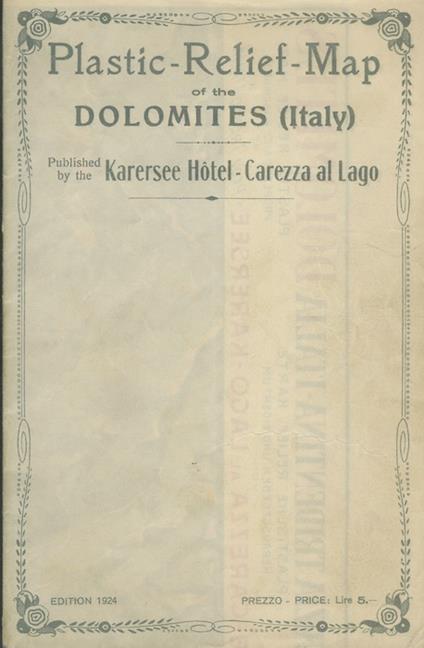 Plastic-Relief-Map
of the
DOLOMITES (Italy)
Published
by the Karersee Hôtel - Carezza al Lago
EDITION 1924
PREZZO - PRICE: Lire 5.—